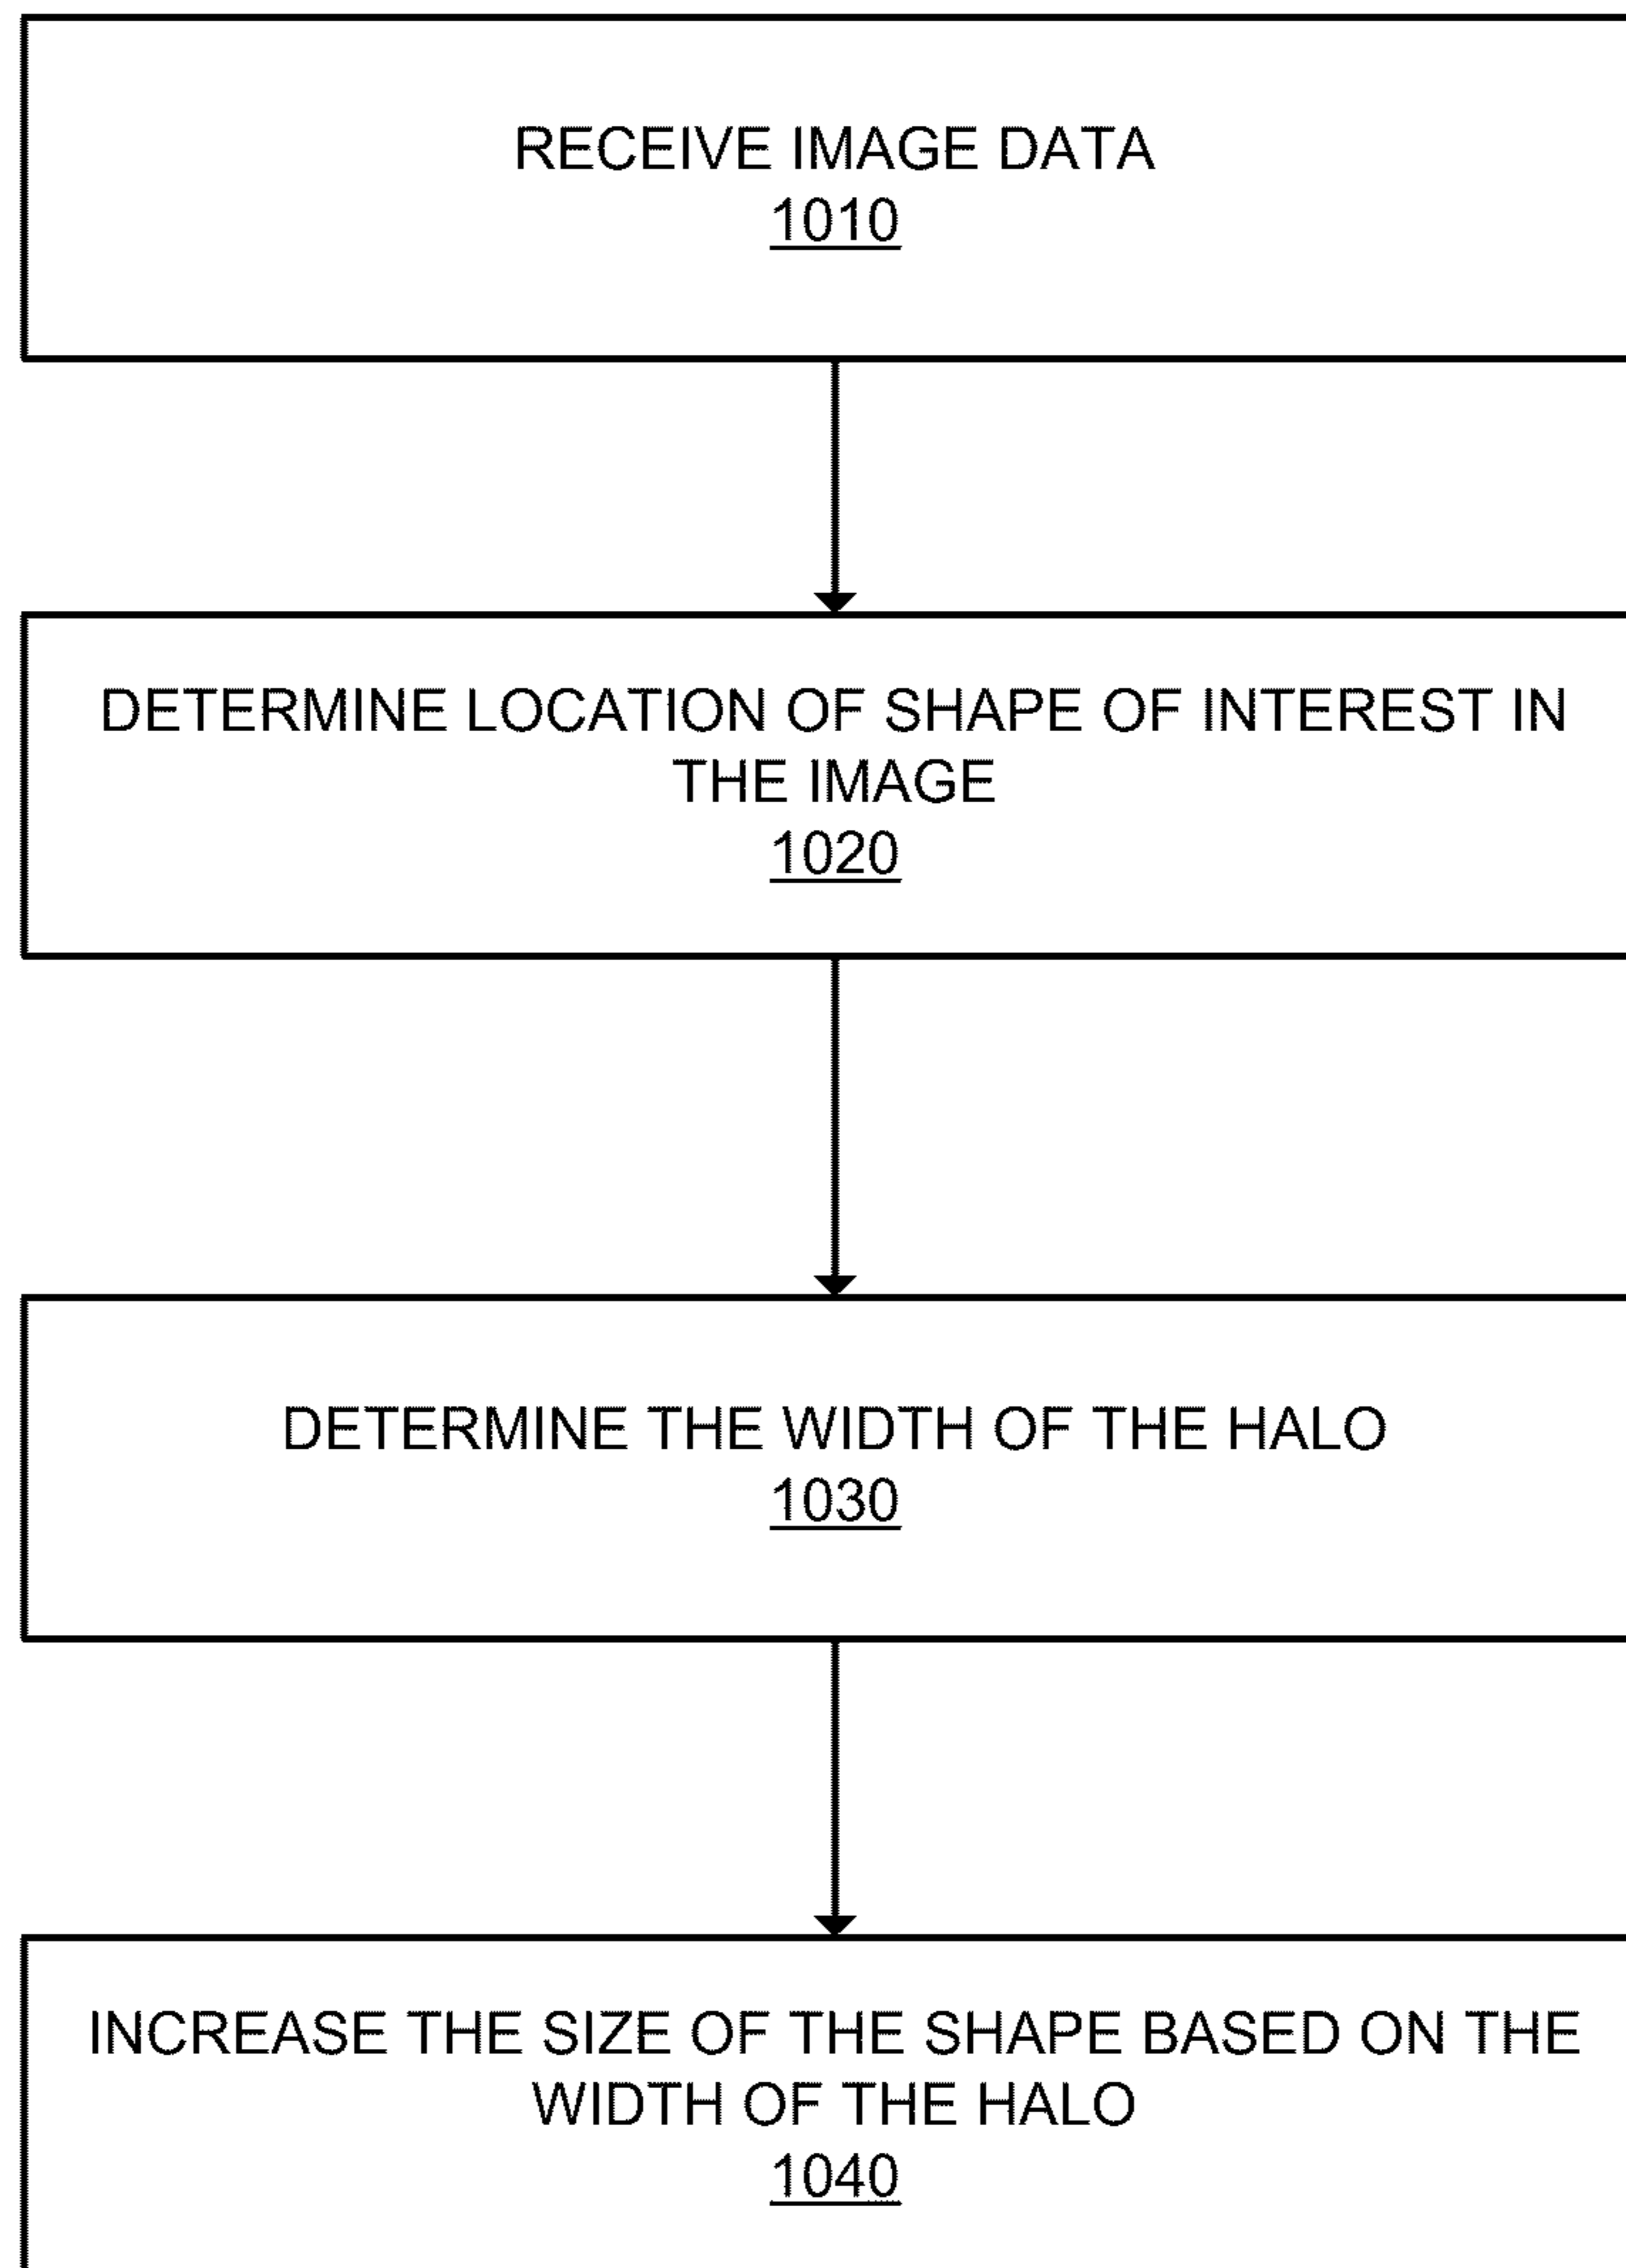 RECEIVE IMAGE DATA
1010
DETERMINE LOCATION OF SHAPE OF INTEREST IN
THE IMAGE
1020
DETERMINE THE WIDTH OF THE HALO
1030
INCREASE THE SIZE OF THE SHAPE BASED ON THE
WIDTH OF THE HALO
1040